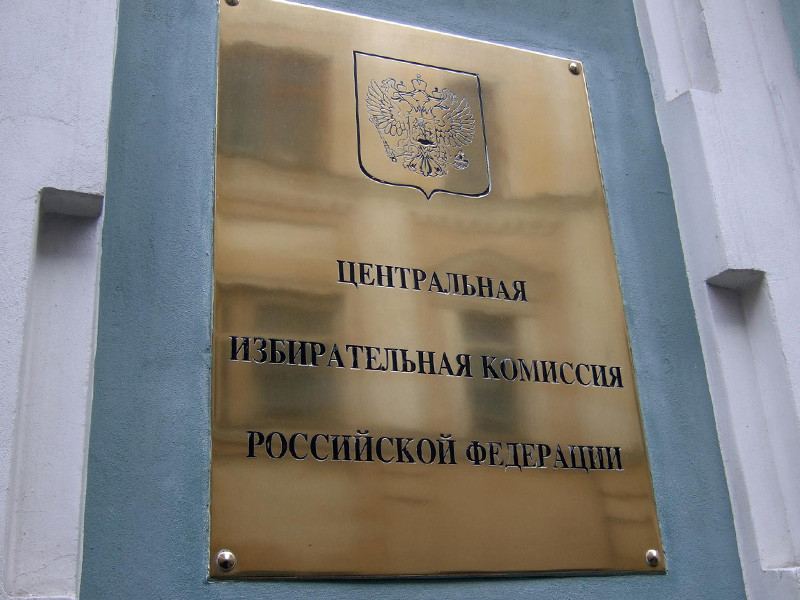 ЦЕНТРАЛЬНАЯ
ИЗБИРАТЕЛЬНАЯ КОМИССИЯ
РОССИЙСКОЙ ФЕДЕРАЦИИ